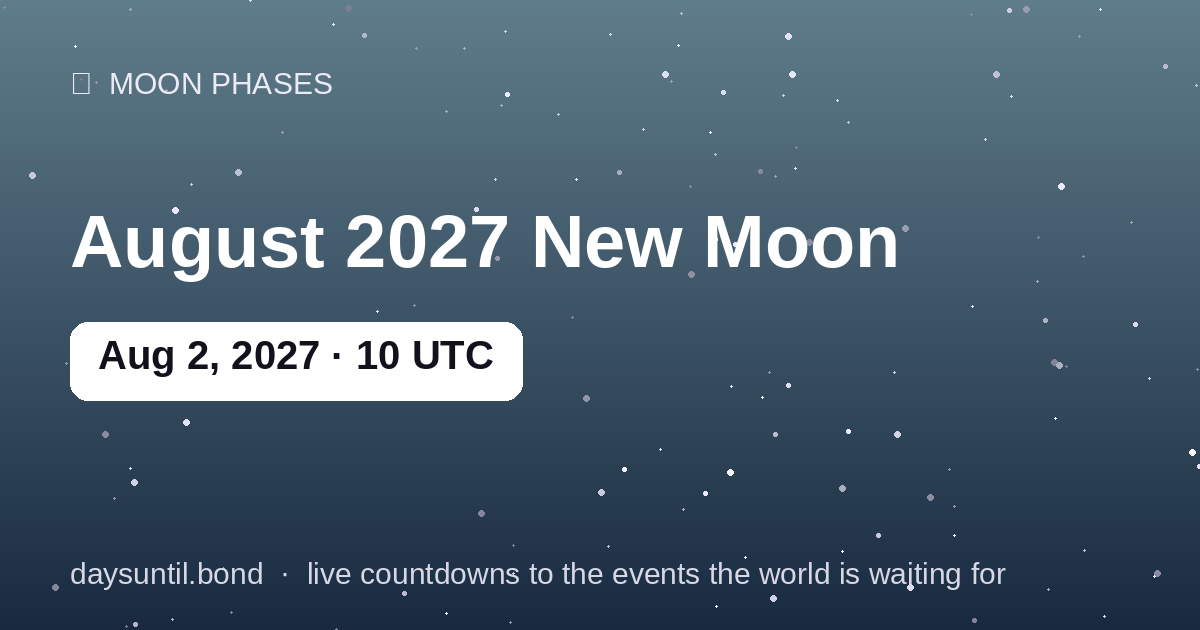 MOON PHASES
August 2027 New Moon
Aug 2, 2027 · 10 UTC
daysuntil.bond · live countdowns to the events the world is waiting for